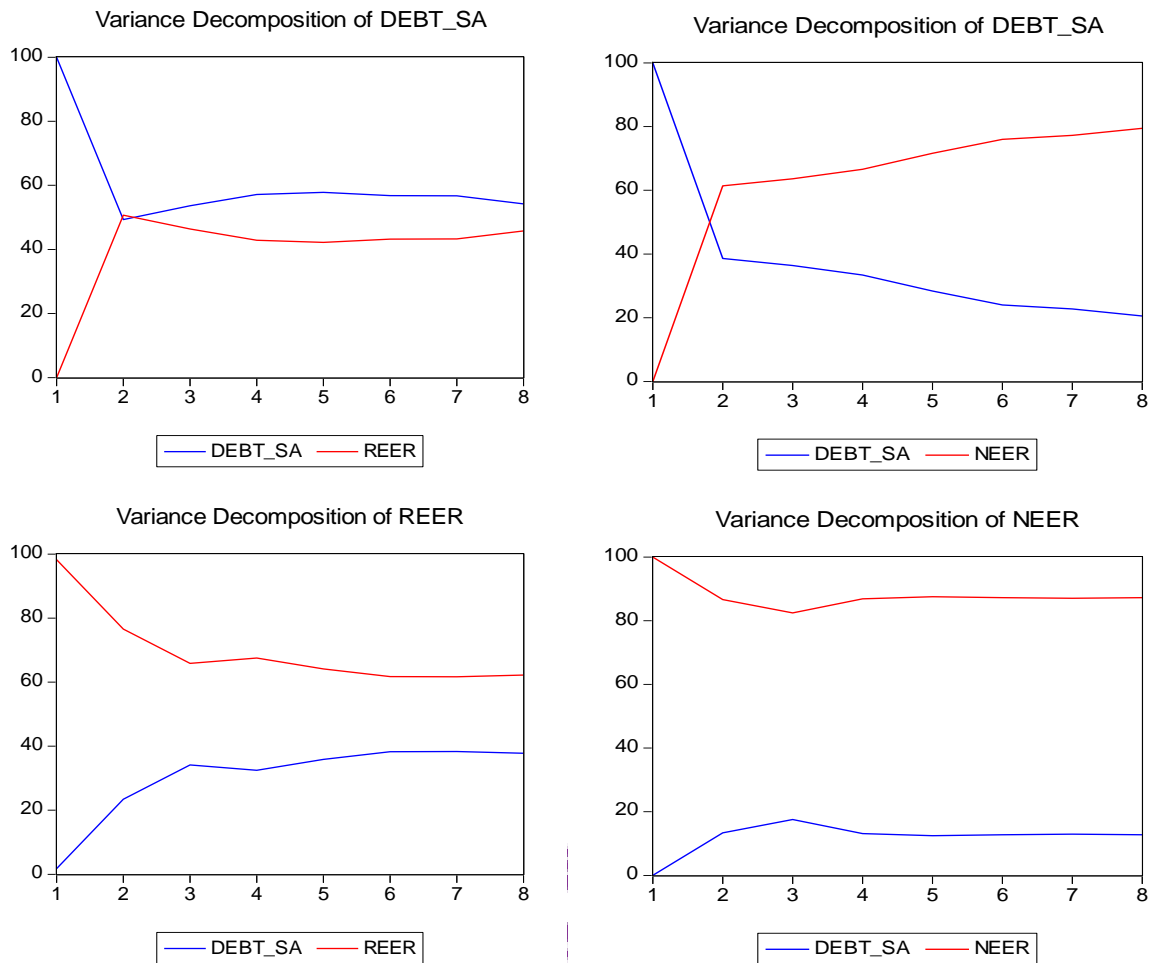 Variance Decomposition of DEBT_SA
100
80
60
40
20
0
1 2 3 4 5 6 7 8
DEBT_SA REER
Variance Decomposition of DEBT_SA
100
80
60
40
20
0
1 2 3 4 5 6 7 8
DEBT_SA NEER
Variance Decomposition of REER
100
80
60
40
20
0
1 2 3 4 5 6 7 8
DEBT_SA REER
Variance Decomposition of NEER
100
80
60
40
20
0
1 2 3 4 5 6 7 8
DEBT_SA NEER